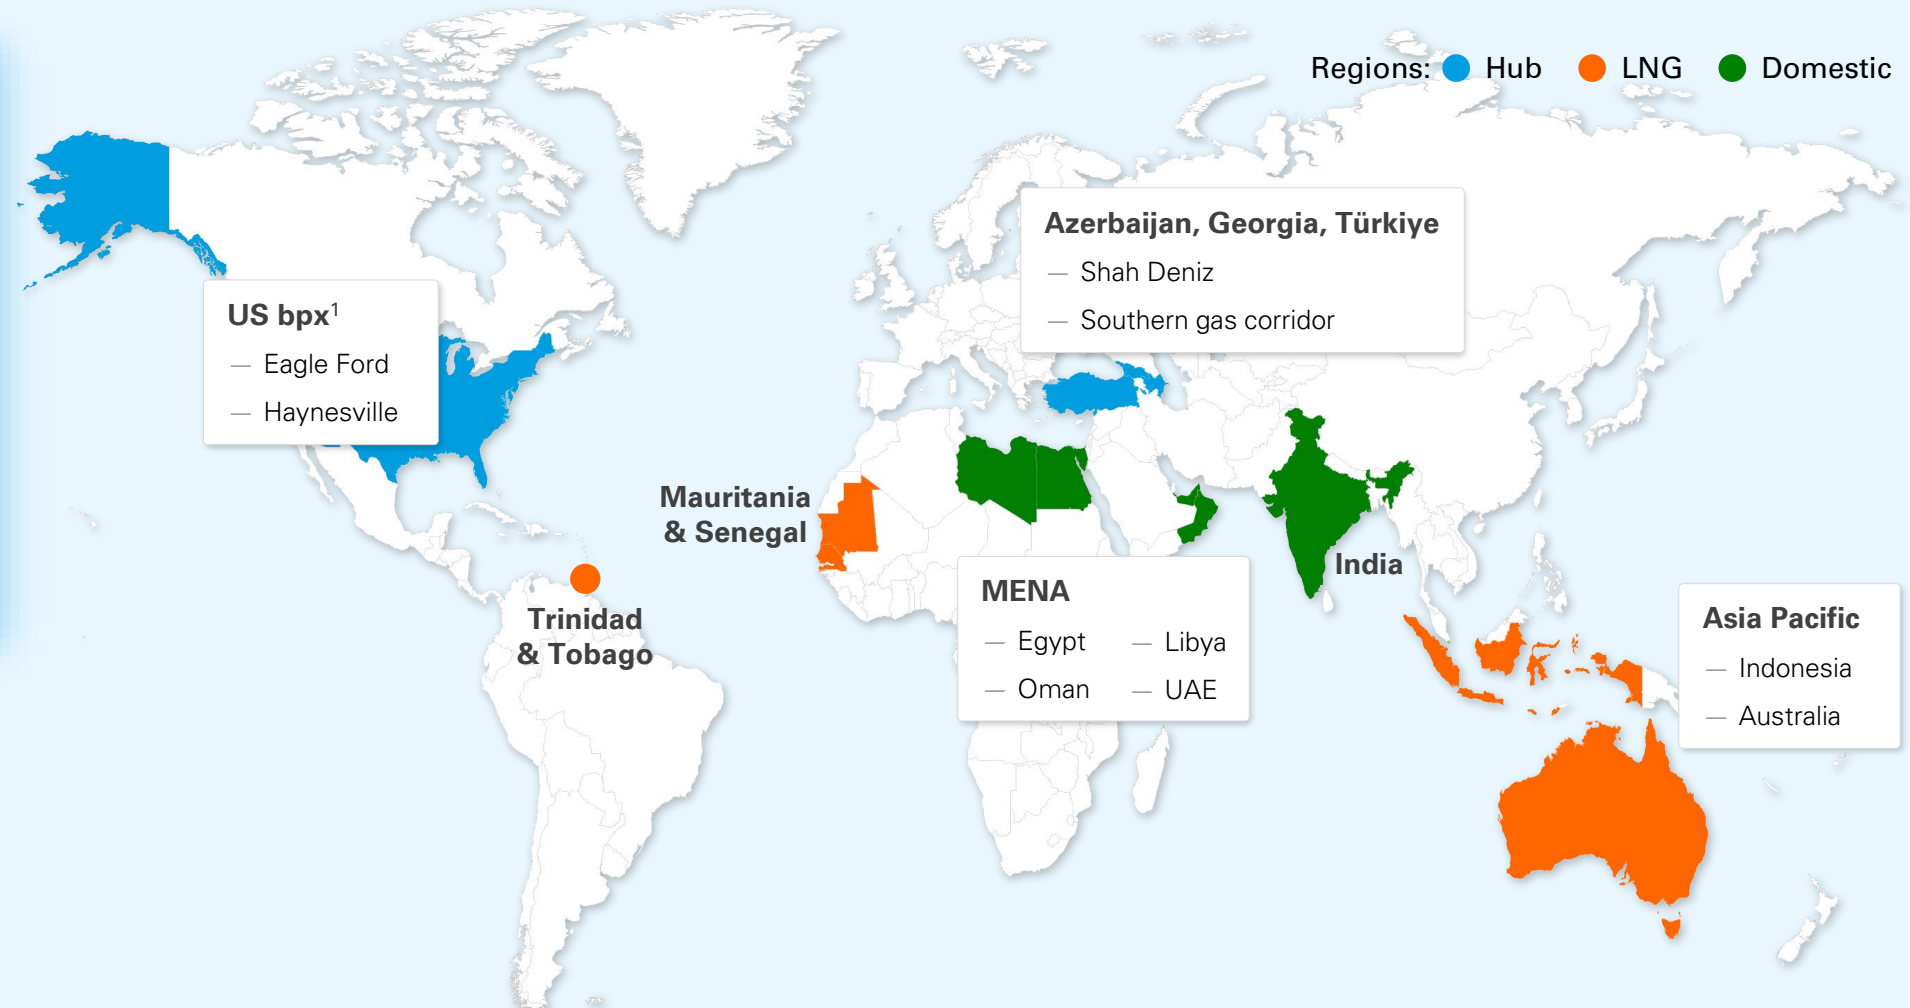 Regions: Hub LNG Domestic
Azerbaijan, Georgia, Türkiye
— Shah Deniz
— Southern gas corridor
US bpx¹
— Eagle Ford
— Haynesville
Mauritania
& Senegal
India
Trinidad
& Tobago
MENA
— Egypt — Libya
— Oman — UAE
Asia Pacific
— Indonesia
— Australia